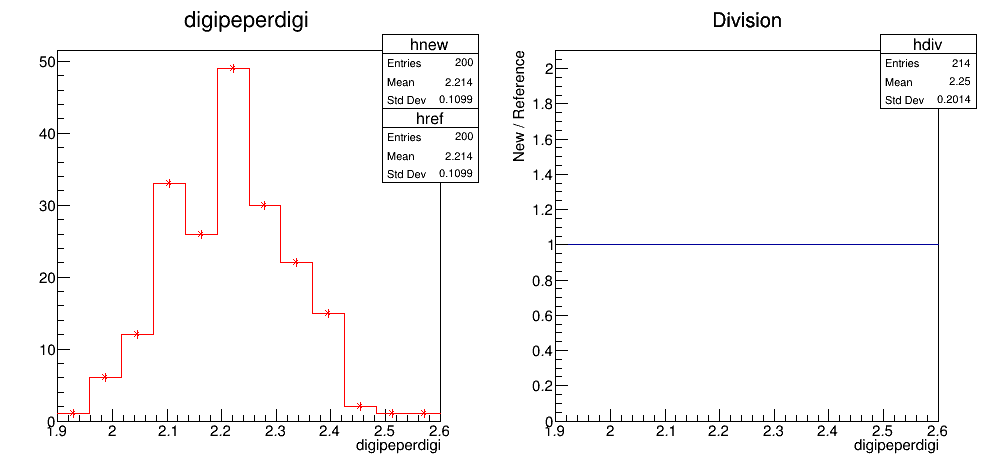 digipeperdigi
hnew
Entries 200
Mean 2.214
Std Dev 0.1099
href
Entries 200
Mean 2.214
Std Dev 0.1099
50
40
30
20
10
0
1.9 2 2.1 2.2 2.3 2.4 2.5 2.6
digipeperdigi
Division
hdiv
Entries 214
Mean 2.25
Std Dev 0.2014
New / Reference
2
1.8
1.6
1.4
1.2
1
0.8
0.6
0.4
0.2
0
1.9 2 2.1 2.2 2.3 2.4 2.5 2.6
digipeperdigi